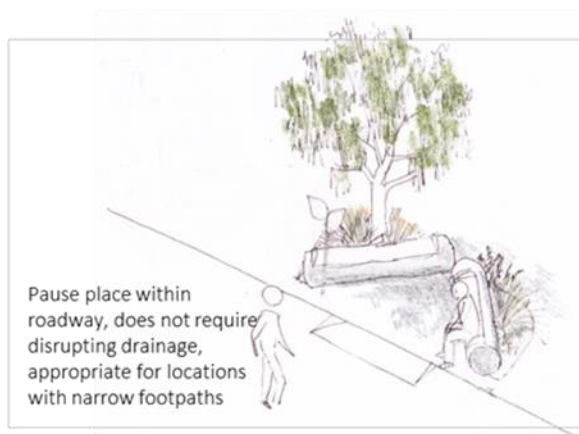 Pause place within
roadway, does not require
disrupting drainage,
appropriate for locations
with narrow footpaths